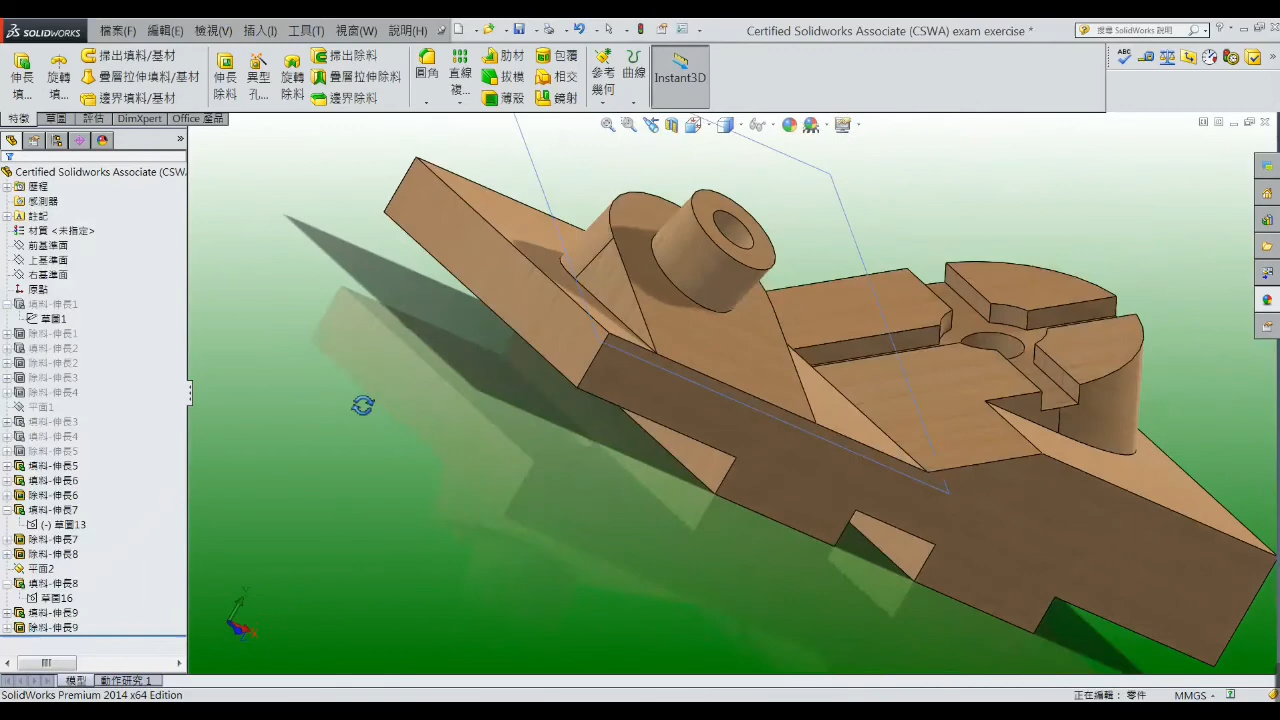 SOLIDWORKS 檔案(F) 編輯(E) 檢視(V) 插入(I) 工具(T) 視窗(W) 說明(H) Certified Solidworks Associate (CSWA) exam exercise * 搜尋 SolidWorks 說明
伸長填... 旋轉填... 掃出填料/基材 疊層拉伸填料/基材 邊界填料/基材 伸長除料 異型孔... 旋轉除料 掃出除料 疊層拉伸除料 邊界除料 圓角 直線複... 肋材 拔模 薄殼 包覆 相交 鏡射 參考幾何 曲線 Instant3D
特徵 草圖 評估 DimXpert Office 產品
Certified Solidworks Associate (CSWA
歷程
感測器
註記
材質 <未指定>
前基準面
上基準面
右基準面
原點
填料-伸長1
草圖1
除料-伸長1
填料-伸長2
除料-伸長2
除料-伸長3
除料-伸長4
平面1
填料-伸長3
填料-伸長4
除料-伸長5
填料-伸長5
填料-伸長6
除料-伸長6
填料-伸長7
(-) 草圖13
除料-伸長7
除料-伸長8
平面2
填料-伸長8
草圖16
填料-伸長9
除料-伸長9
模型 動作研究 1
SolidWorks Premium 2014 x64 Edition 正在編輯: 零件 MMGS